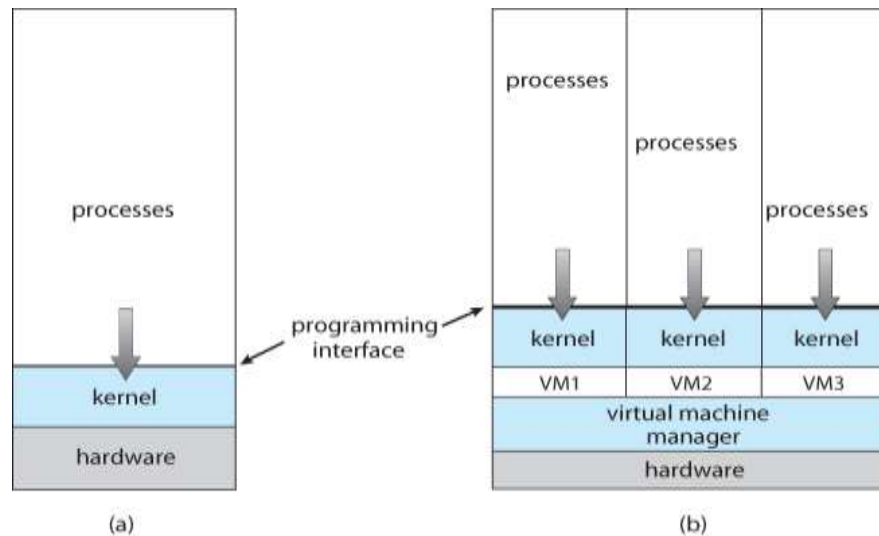 processes
kernel
hardware
(a)
programming
interface
processes
processes
processes
kernel
kernel
kernel
VM1
VM2
VM3
virtual machine
manager
hardware
(b)